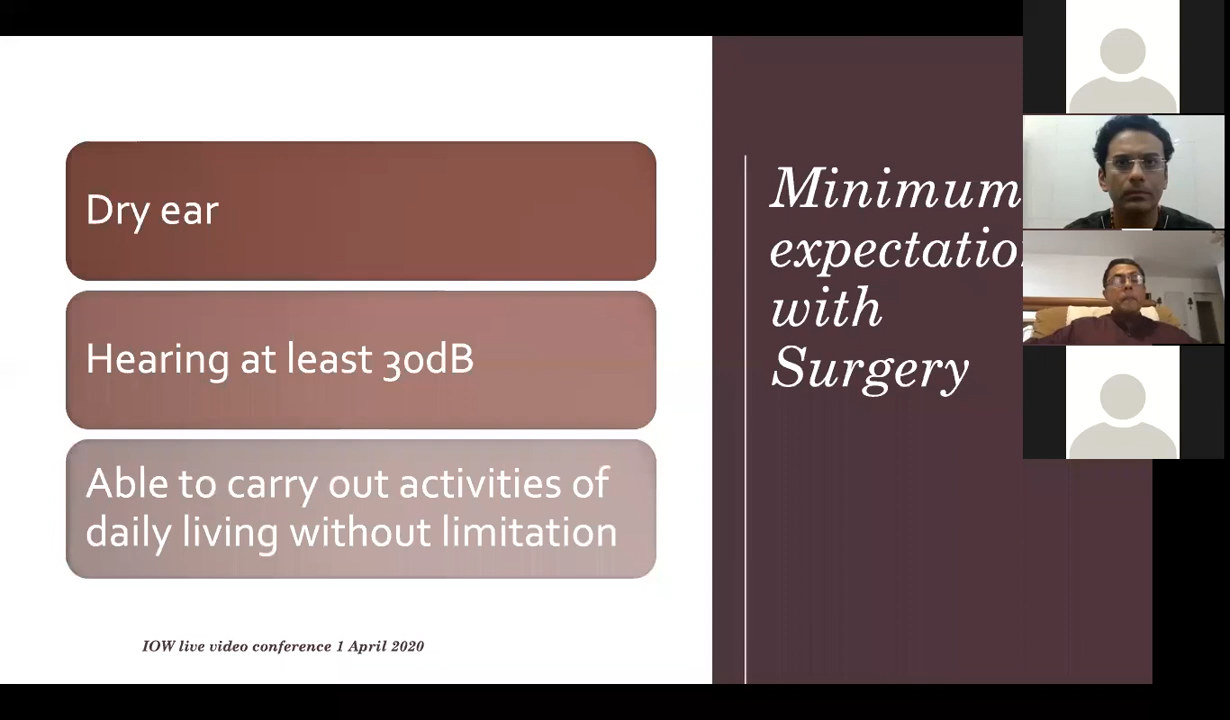 Dry ear
Hearing at least 30dB
Able to carry out activities of
daily living without limitation
Minimum
with
Surgery
IOW live video conference 1 April 2020